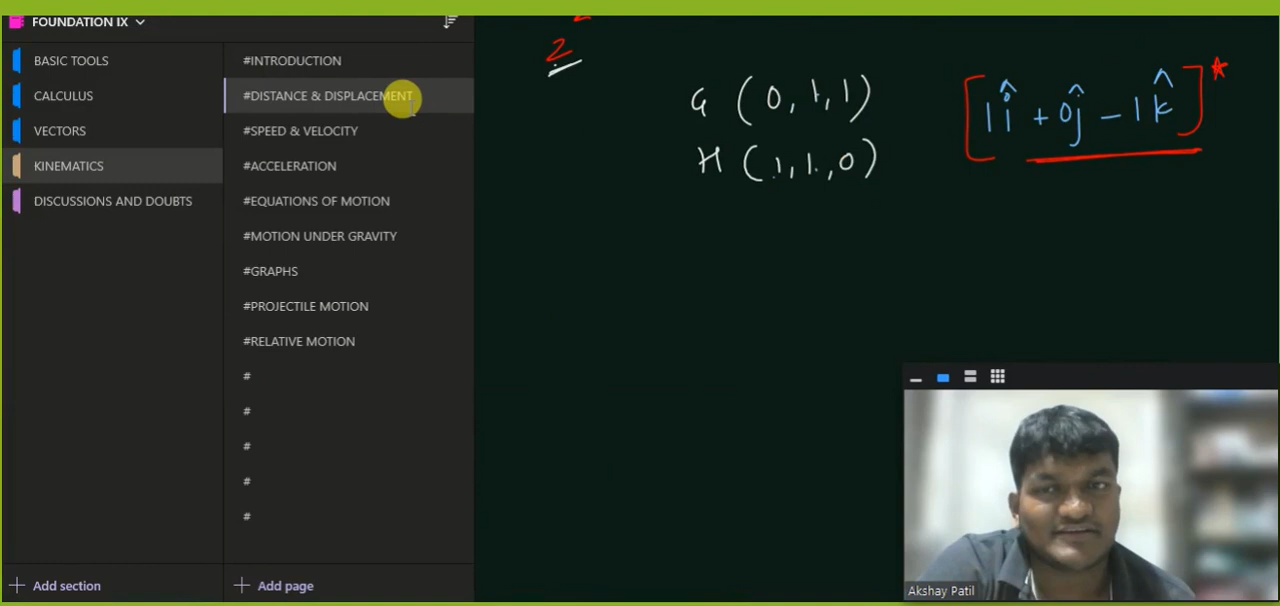 FOUNDATION IX
BASIC TOOLS
CALCULUS
VECTORS
KINEMATICS
DISCUSSIONS AND DOUBTS
Add section
#INTRODUCTION
#DISTANCE & DISPLACEMENT
#SPEED & VELOCITY
#ACCELERATION
#EQUATIONS OF MOTION
#MOTION UNDER GRAVITY
#GRAPHS
#PROJECTILE MOTION
#RELATIVE MOTION
#
#
#
#
#
Add page
2
G (0, 1, 1)
H (1, 1, 0)
[1î + 0ĵ - 1k̂]*
Akshay Patil